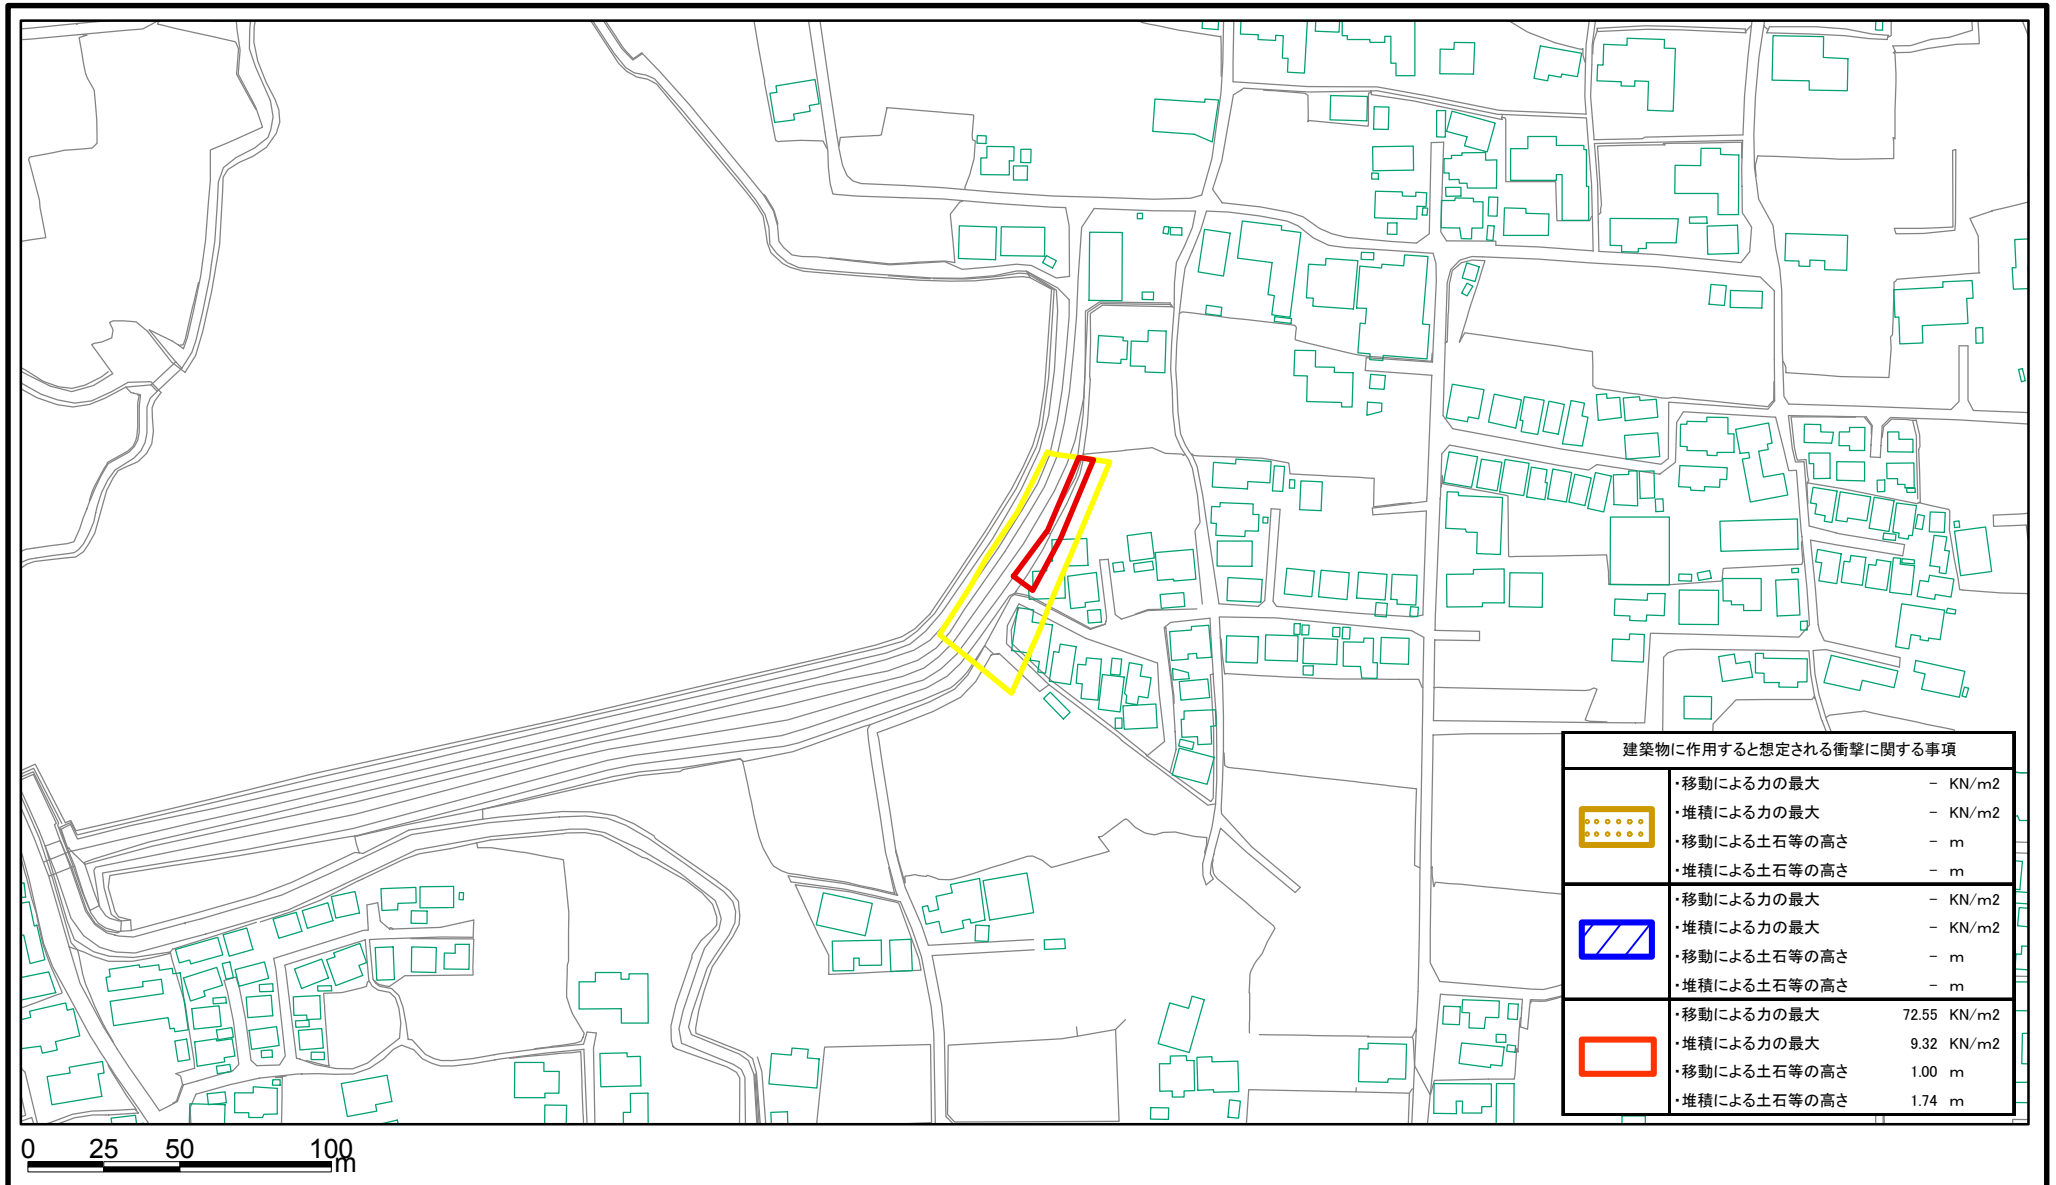 建築物に作用すると想定される衝撃に関する事項
・移動による力の最大 － KN/m2
・堆積による力の最大 － KN/m2
・移動による土石等の高さ － m
・堆積による土石等の高さ － m
・移動による力の最大 － KN/m2
・堆積による力の最大 － KN/m2
・移動による土石等の高さ － m
・堆積による土石等の高さ － m
・移動による力の最大 72.55 KN/m2
・堆積による力の最大 9.32 KN/m2
・移動による土石等の高さ 1.00 m
・堆積による土石等の高さ 1.74 m
0 25 50 100m